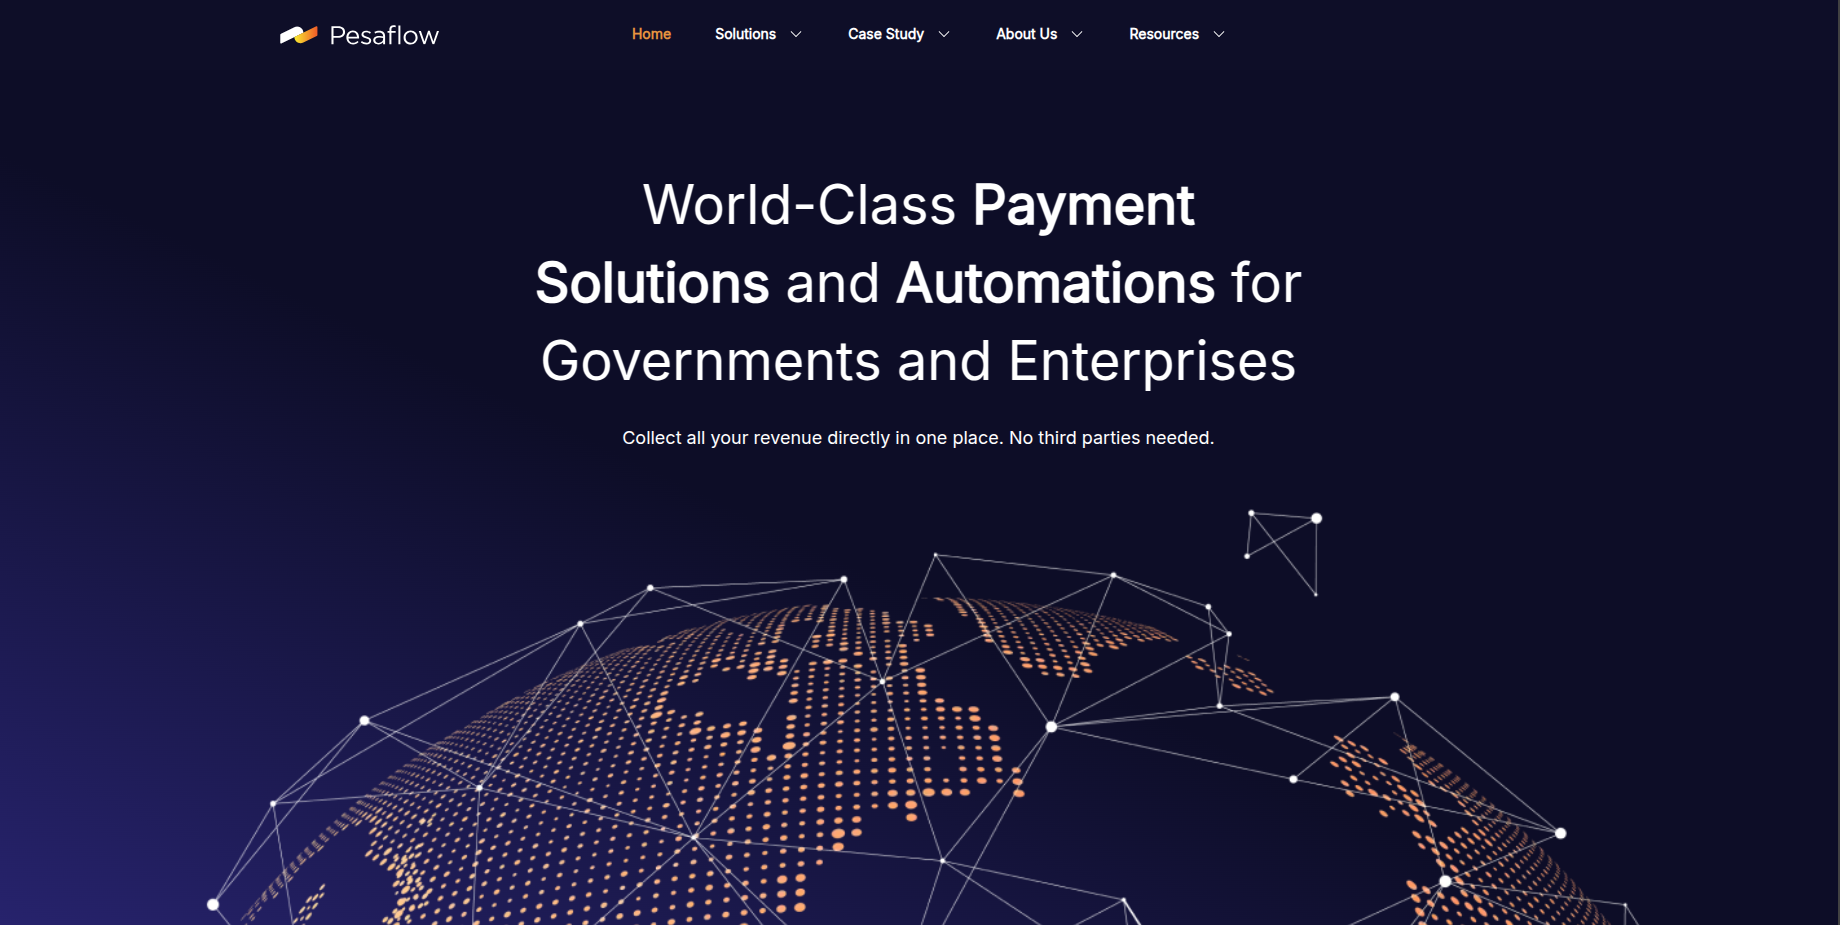 Pesaflow
Home Solutions Case Study About Us Resources
World-Class Payment
Solutions and Automations for
Governments and Enterprises
Collect all your revenue directly in one place. No third parties needed.